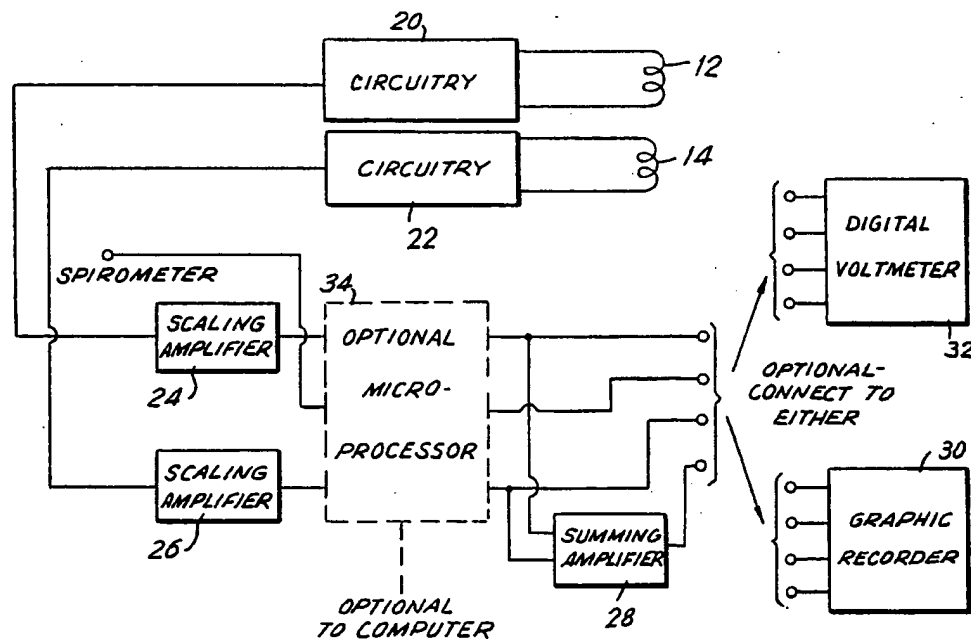 20
CIRCUITRY
12
CIRCUITRY
14
22
SPIROMETER
34
SCALING
AMPLIFIER
24
OPTIONAL
MICRO-
PROCESSOR
SCALING
AMPLIFIER
26
OPTIONAL
TO COMPUTER
SUMMING
AMPLIFIER
28
OPTIONAL-
CONNECT TO
EITHER
DIGITAL
VOLTMETER
32
30
GRAPHIC
RECORDER